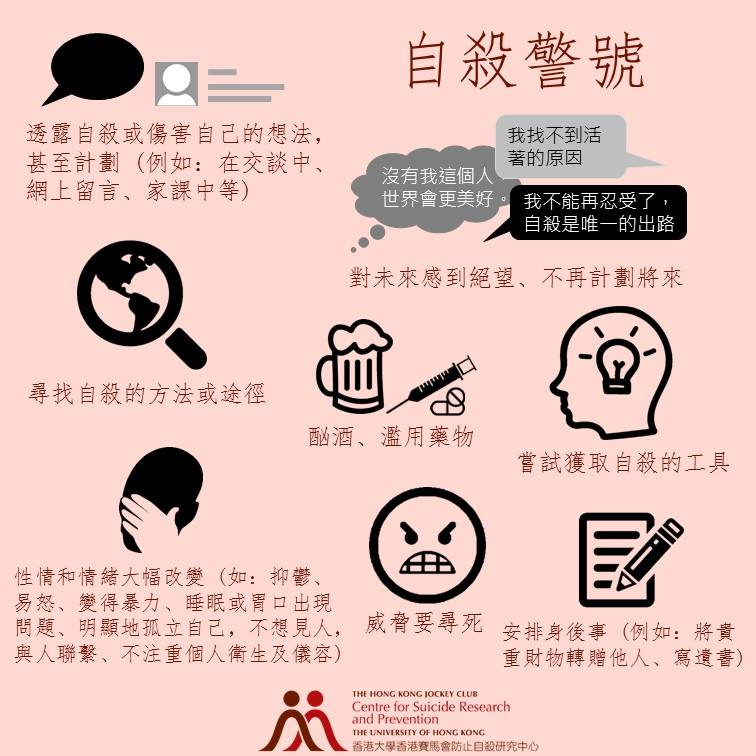 自殺警號
透露自殺或傷害自己的想法，
甚至計劃 (例如：在交談中、
網上留言、家課中等)
我找不到活
著的原因
沒有我這個人
世界會更美好。
我不能再忍受了，
自殺是唯一的出路
對未來感到絕望、不再計劃將來
尋找自殺的方法或途徑
酗酒、濫用藥物
嘗試獲取自殺的工具
性情和情緒大幅改變 (如：抑鬱、
易怒、變得暴力、睡眠或胃口出現
問題、明顯地孤立自己，不想見人，
與人聯繫、不注重個人衛生及儀容)
威脅要尋死
安排身後事 (例如：將貴
重財物轉贈他人、寫遺書)
THE HONG KONG JOCKEY CLUB
Centre for Suicide Research
and Prevention
THE UNIVERSITY OF HONG KONG
香港大學香港賽馬會防止自殺研究中心